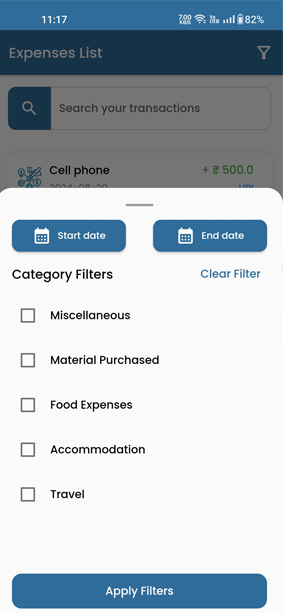 11:17
7.00 KB/S
82%
Expenses List
Search your transactions
Cell phone
+ ₹ 500.0
2024-08-20
UPI
Start date
End date
Category Filters
Clear Filter
Miscellaneous
Material Purchased
Food Expenses
Accommodation
Travel
Apply Filters